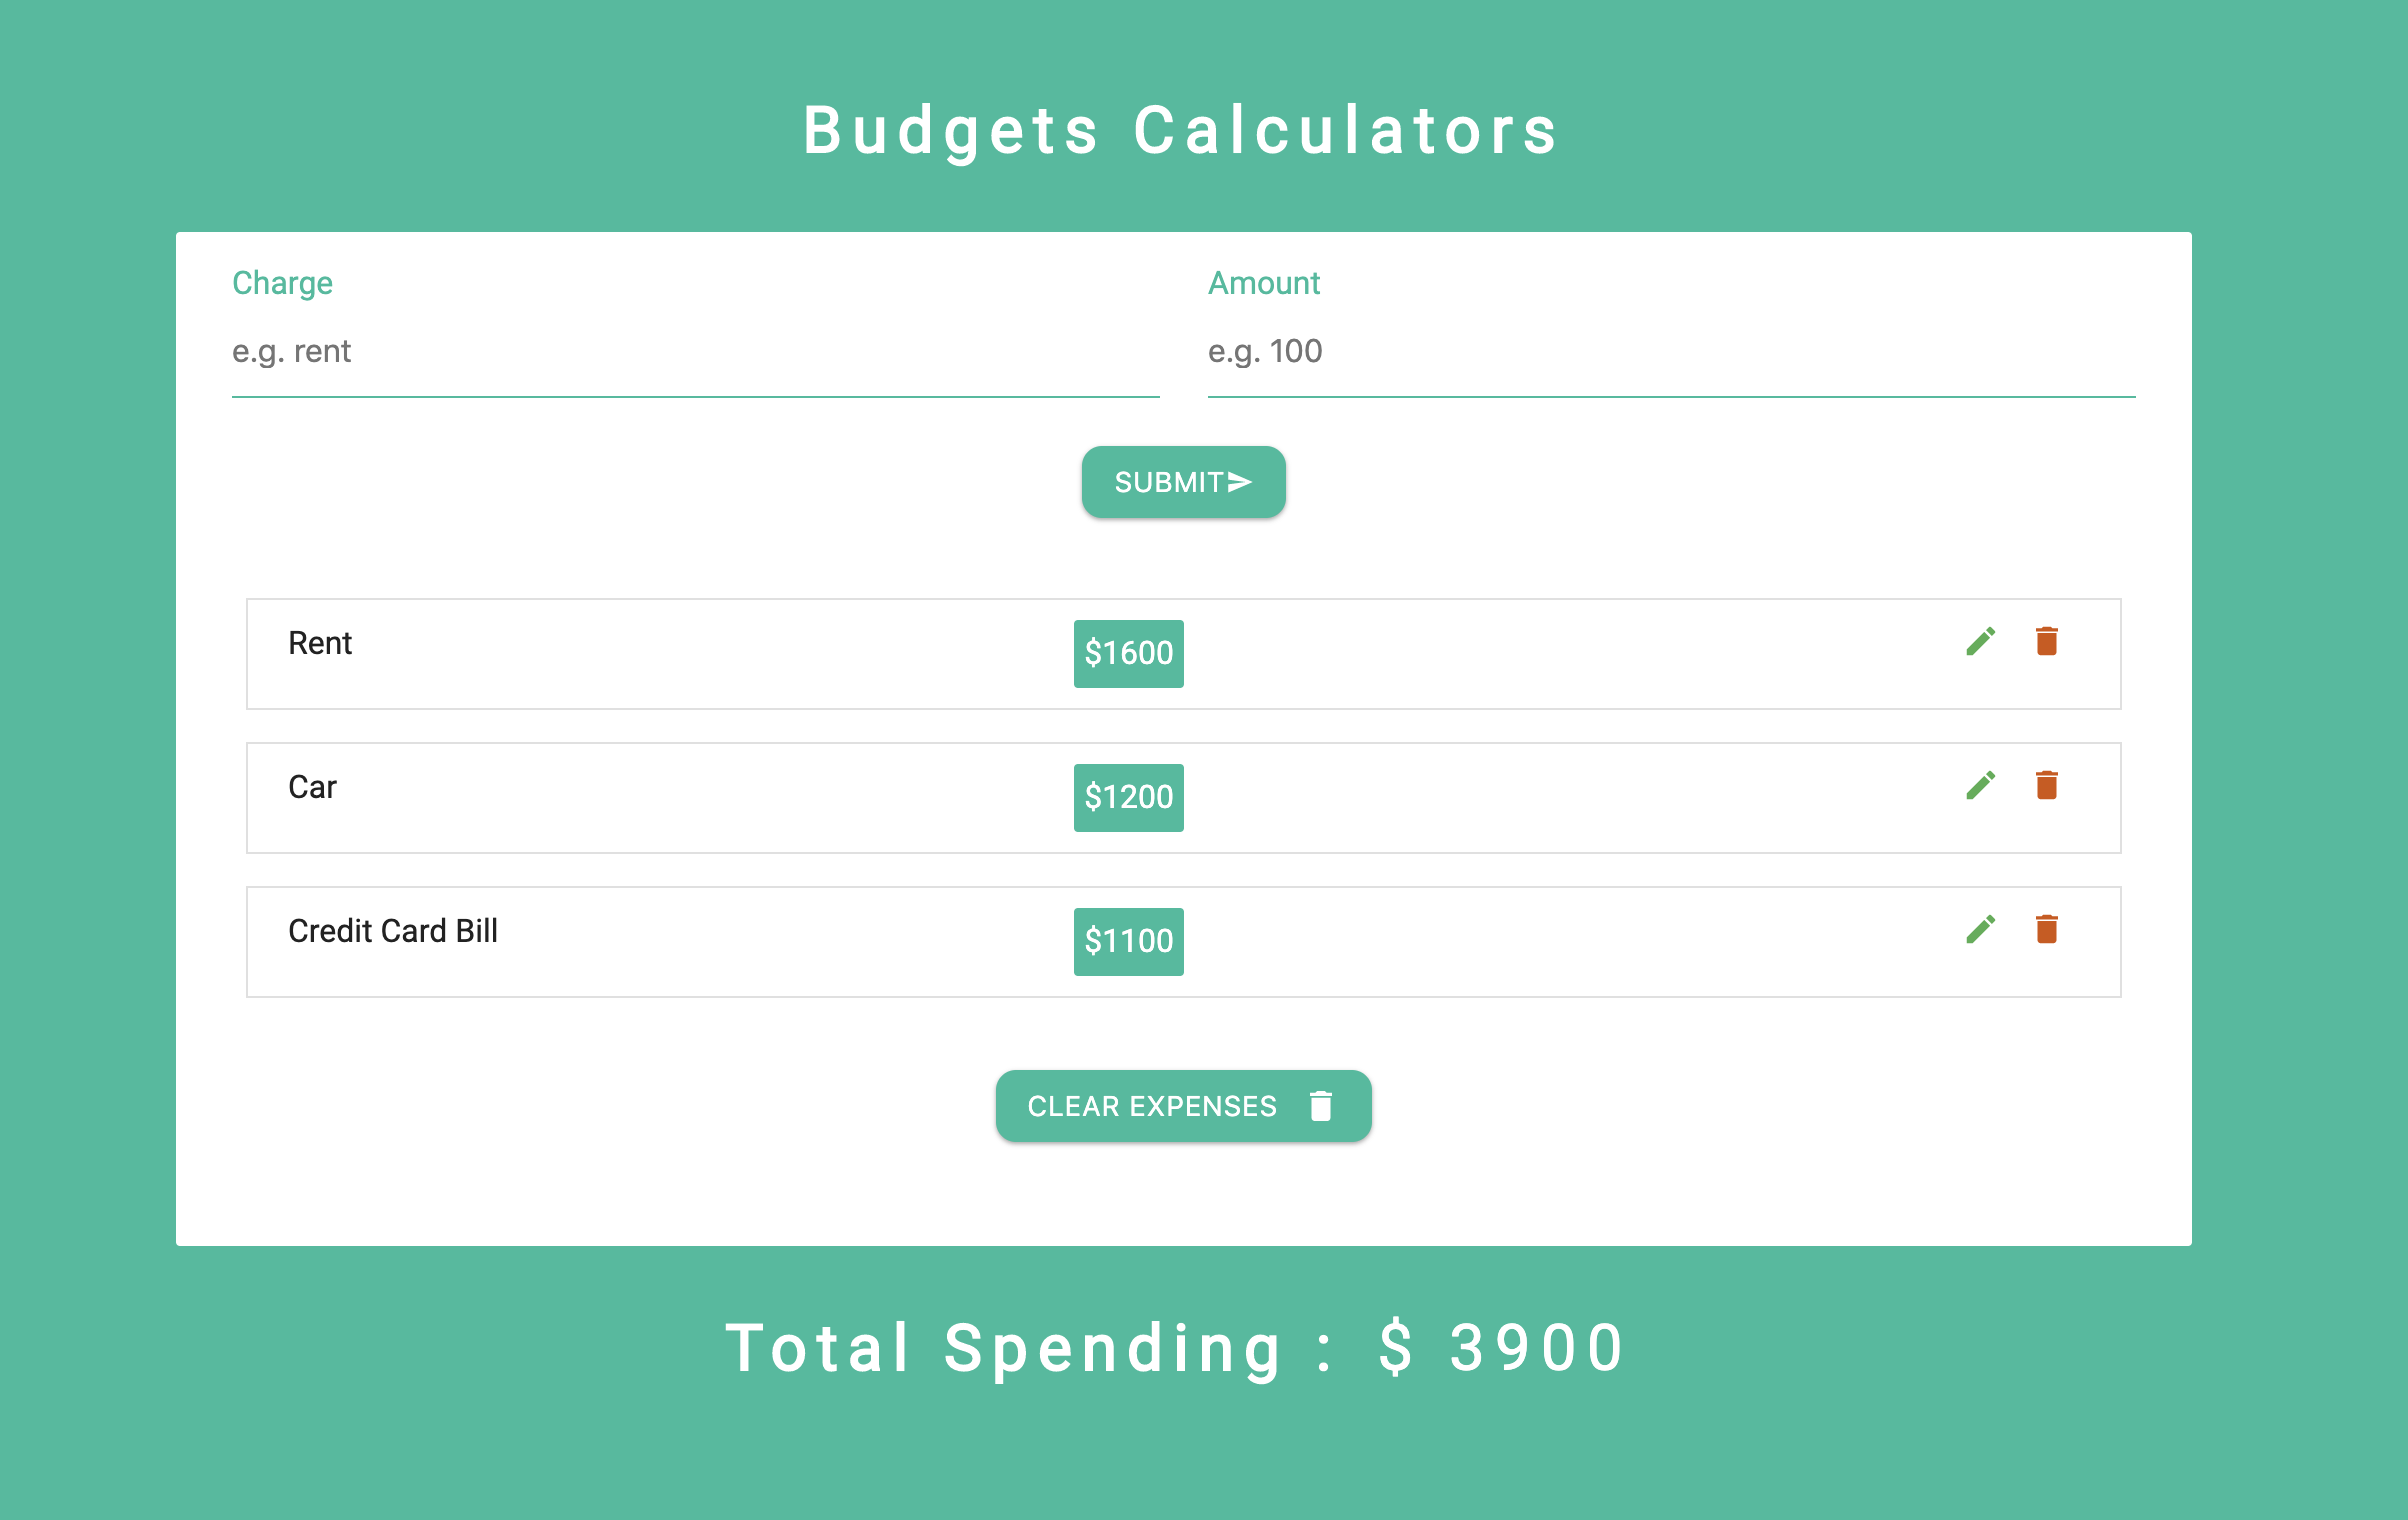 Budgets Calculators
Charge
Amount
e.g. rent
e.g. 100
SUBMIT
Rent
$1600
Car
$1200
Credit Card Bill
$1100
CLEAR EXPENSES
Total Spending : $ 3900